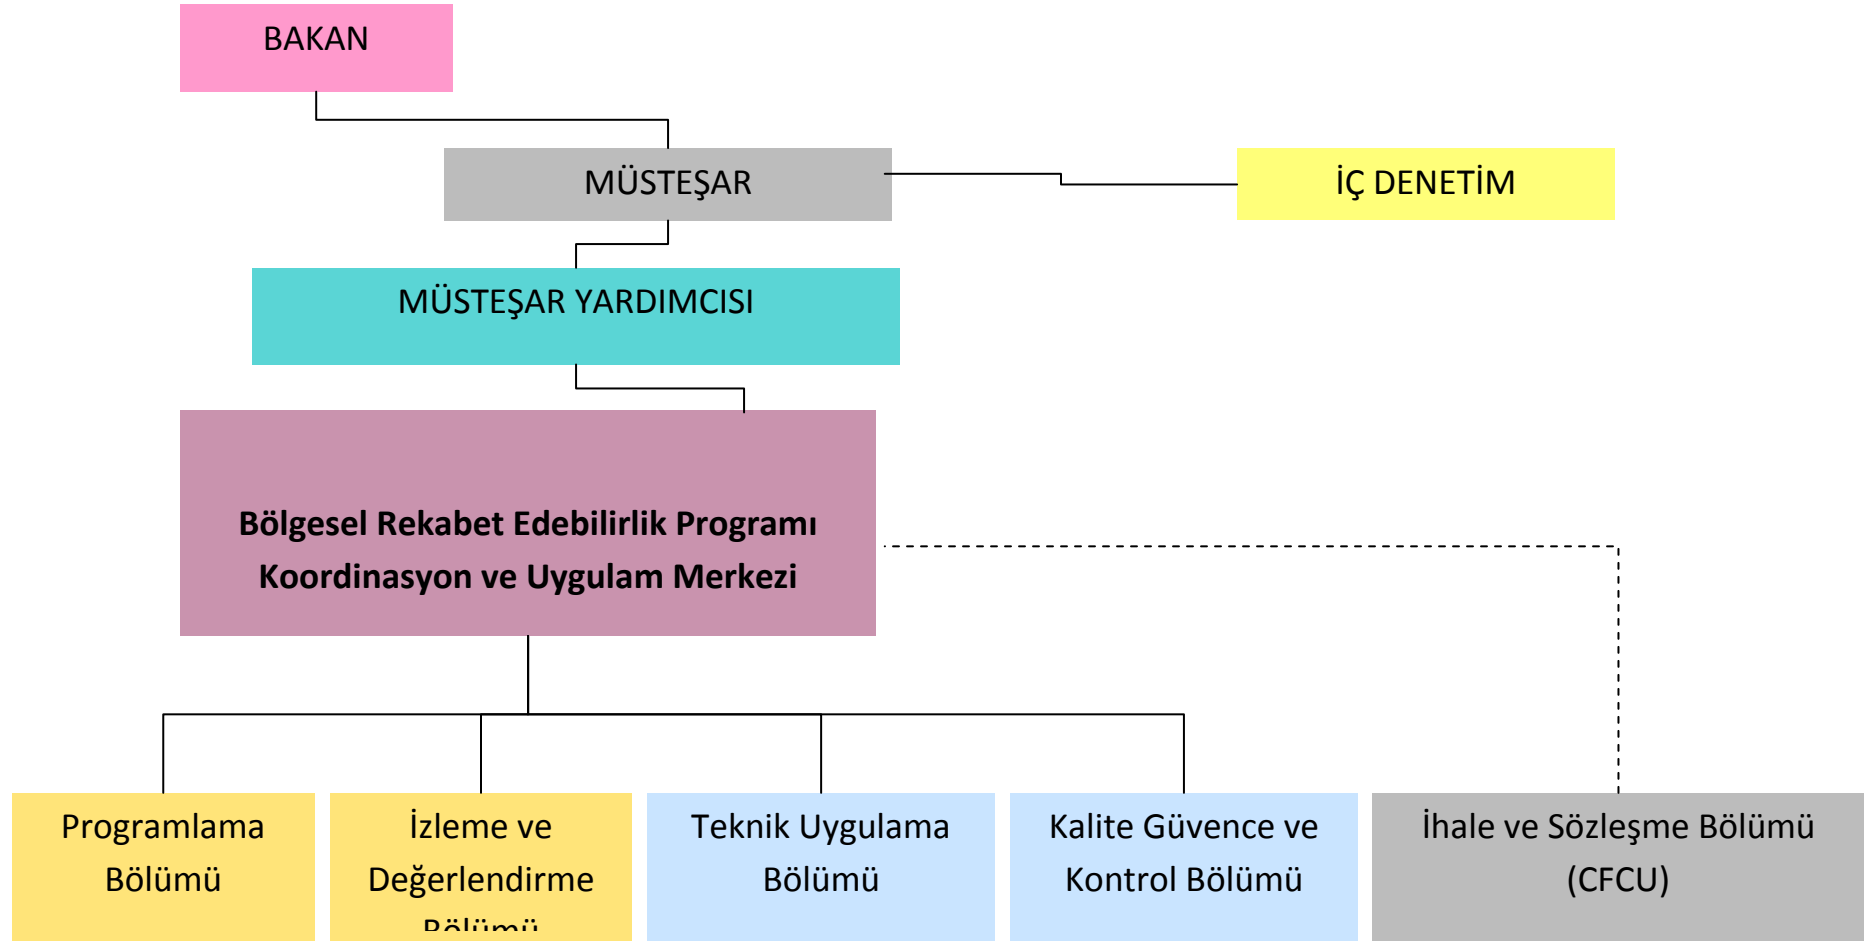 BAKAN
MÜSTEŞAR
İÇ DENETİM
MÜSTEŞAR YARDIMCISI
Bölgesel Rekabet Edebilirlik Programı
Koordinasyon ve Uygulam Merkezi
Programlama
Bölümü
İzleme ve
Değerlendirme
Bölümü
Teknik Uygulama
Bölümü
Kalite Güvence ve
Kontrol Bölümü
İhale ve Sözleşme Bölümü
(CFCU)